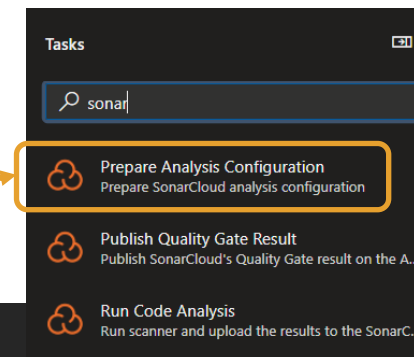 Tasks
sonar
Prepare Analysis Configuration
Prepare SonarCloud analysis configuration
Publish Quality Gate Result
Publish SonarCloud's Quality Gate result on the A...
Run Code Analysis
Run scanner and upload the results to the SonarC...